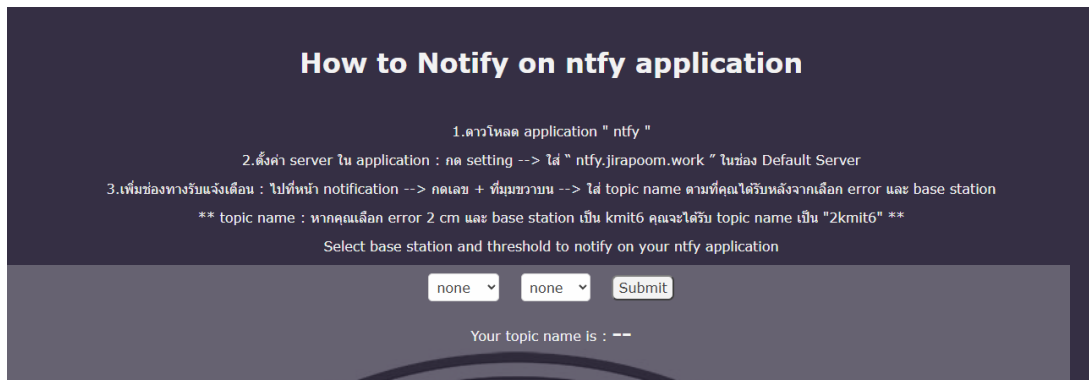 How to Notify on ntfy application
1.ดาวโหลด application " ntfy "
2.ตั้งค่า server ใน application : กด setting --> ใส่ " ntfy.jirapoom.work " ในช่อง Default Server
3.เพิ่มช่องทางรับแจ้งเตือน : ไปที่หน้า notification --> กดเลข + ที่มุมขวาบน --> ใส่ topic name ตามที่คุณได้รับหลังจากเลือก error และ base station
** topic name : หากคุณเลือก error 2 cm และ base station เป็น kmit6 คุณจะได้รับ topic name เป็น "2kmit6" **
Select base station and threshold to notify on your ntfy application
none none Submit
Your topic name is : --